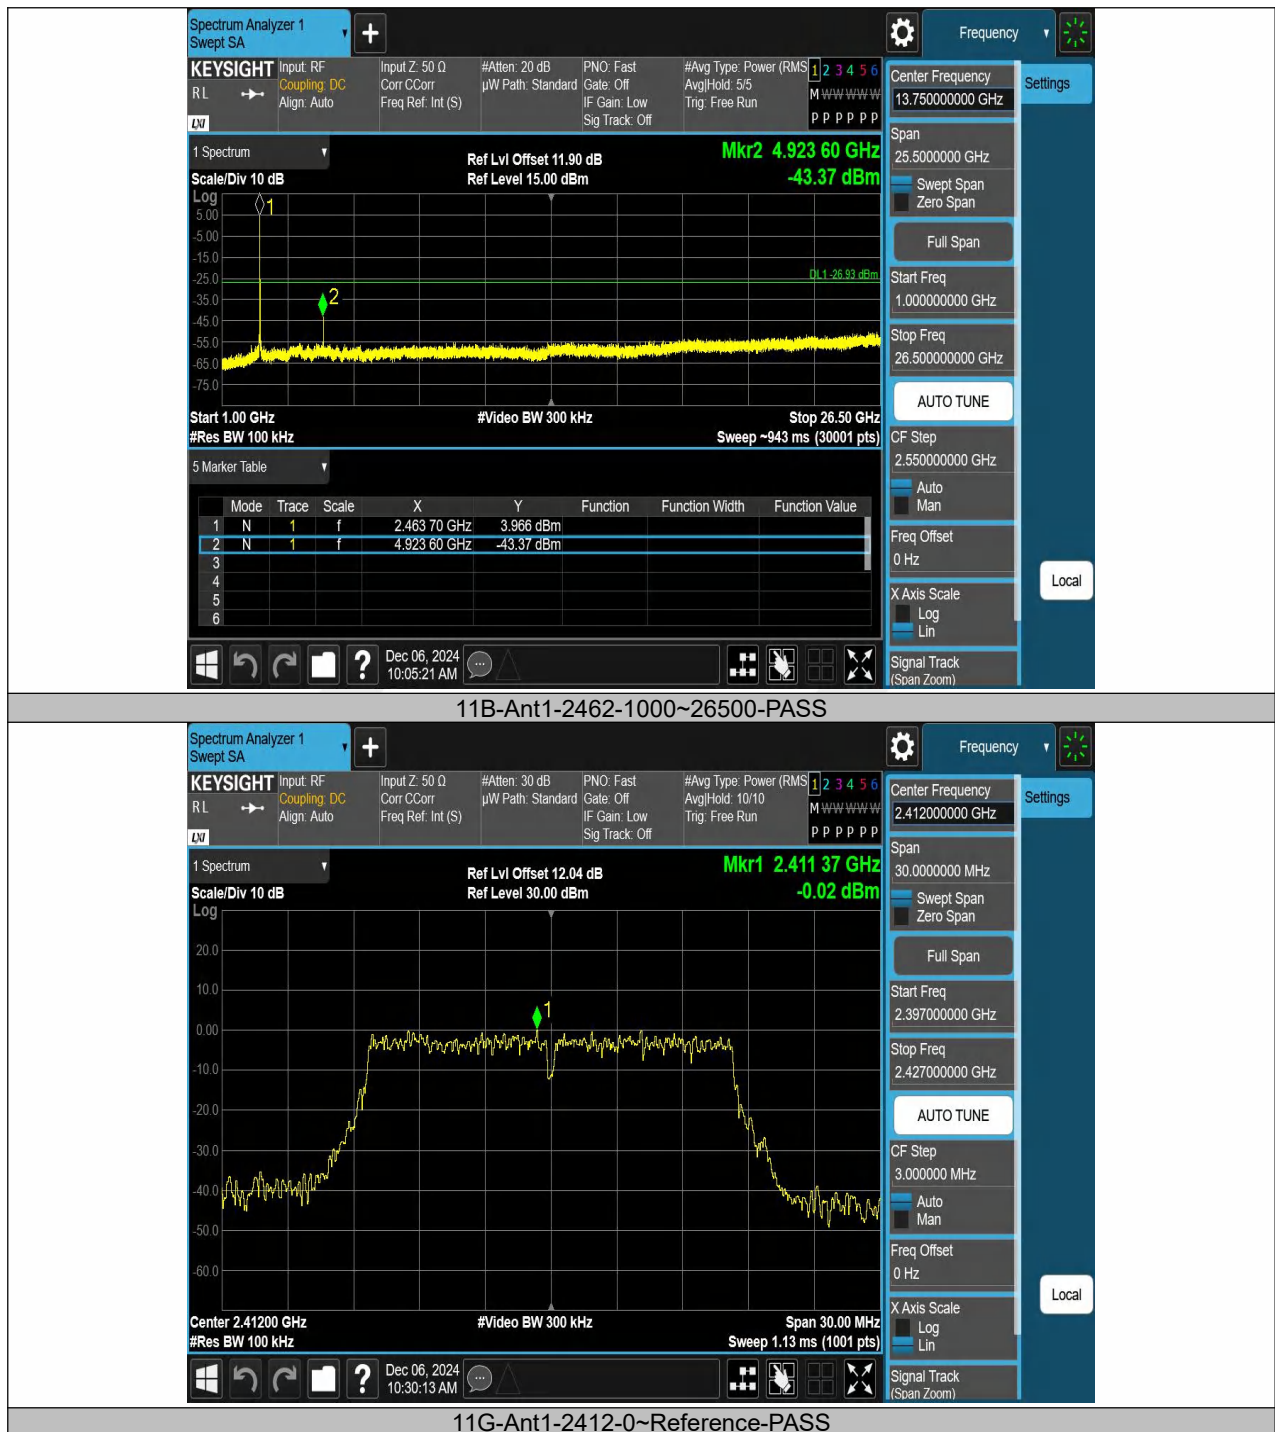 Spectrum Analyzer 1
Swept SA
+
Frequency
KEYSIGHT
R L
LXI
Input: RF
Coupling: DC
Align: Auto
Input Z: 50 Ω
Corr CCorr
Freq Ref: Int (S)
#Atten: 20 dB
µW Path: Standard
PNO: Fast
Gate: Off
IF Gain: Low
Sig Track: Off
#Avg Type: Power (RMS
Avg|Hold: 5/5
Trig: Free Run
1 2 3 4 5 6
M W W W W W
P P P P P P
1 Spectrum
Scale/Div 10 dB
Ref Lvl Offset 11.90 dB
Ref Level 15.00 dBm
Mkr2 4.923 60 GHz
-43.37 dBm
Log
5.00
-5.00
-15.0
-25.0
-35.0
-45.0
-55.0
-65.0
-75.0
1
2
DL1 -26.93 dBm
Start 1.00 GHz
#Video BW 300 kHz
Stop 26.50 GHz
#Res BW 100 kHz
Sweep ~943 ms (30001 pts)
5 Marker Table
Mode Trace Scale X Y Function Function Width Function Value
1 N 1 f 2.463 70 GHz 3.966 dBm
2 N 1 f 4.923 60 GHz -43.37 dBm
3
4
5
6
?
Dec 06, 2024
10:05:21 AM
Center Frequency
13.750000000 GHz
Span
25.5000000 GHz
Swept Span
Zero Span
Full Span
Start Freq
1.000000000 GHz
Stop Freq
26.500000000 GHz
AUTO TUNE
CF Step
2.550000000 GHz
Auto
Man
Freq Offset
0 Hz
X Axis Scale
Log
Lin
Signal Track
(Span Zoom)
Settings
Local
11B-Ant1-2462-1000~26500-PASS
Spectrum Analyzer 1
Swept SA
+
Frequency
KEYSIGHT
R L
LXI
Input: RF
Coupling: DC
Align: Auto
Input Z: 50 Ω
Corr CCorr
Freq Ref: Int (S)
#Atten: 30 dB
µW Path: Standard
PNO: Fast
Gate: Off
IF Gain: Low
Sig Track: Off
#Avg Type: Power (RMS
Avg|Hold: 10/10
Trig: Free Run
1 2 3 4 5 6
M W W W W W
P P P P P P
1 Spectrum
Scale/Div 10 dB
Ref Lvl Offset 12.04 dB
Ref Level 30.00 dBm
Mkr1 2.411 37 GHz
-0.02 dBm
Log
20.0
10.0
0.00
-10.0
-20.0
-30.0
-40.0
-50.0
-60.0
1
Center 2.41200 GHz
#Video BW 300 kHz
Span 30.00 MHz
#Res BW 100 kHz
Sweep 1.13 ms (1001 pts)
?
Dec 06, 2024
10:30:13 AM
Center Frequency
2.412000000 GHz
Span
30.0000000 MHz
Swept Span
Zero Span
Full Span
Start Freq
2.397000000 GHz
Stop Freq
2.427000000 GHz
AUTO TUNE
CF Step
3.000000 MHz
Auto
Man
Freq Offset
0 Hz
X Axis Scale
Log
Lin
Signal Track
(Span Zoom)
Settings
Local
11G-Ant1-2412-0~Reference-PASS